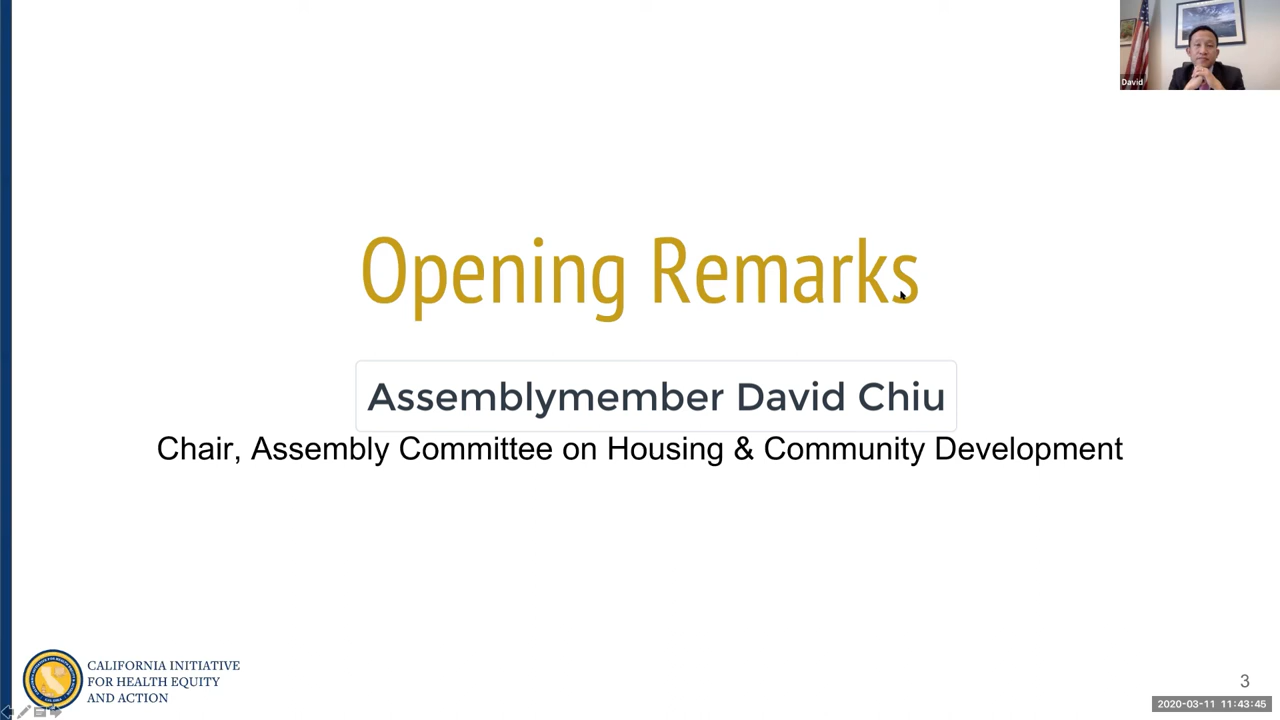 David
Opening Remarks
Assemblymember David Chiu
Chair, Assembly Committee on Housing & Community Development
CALIFORNIA INITIATIVE
FOR HEALTH EQUITY
AND ACTION
3
2020-03-11 11:43:45